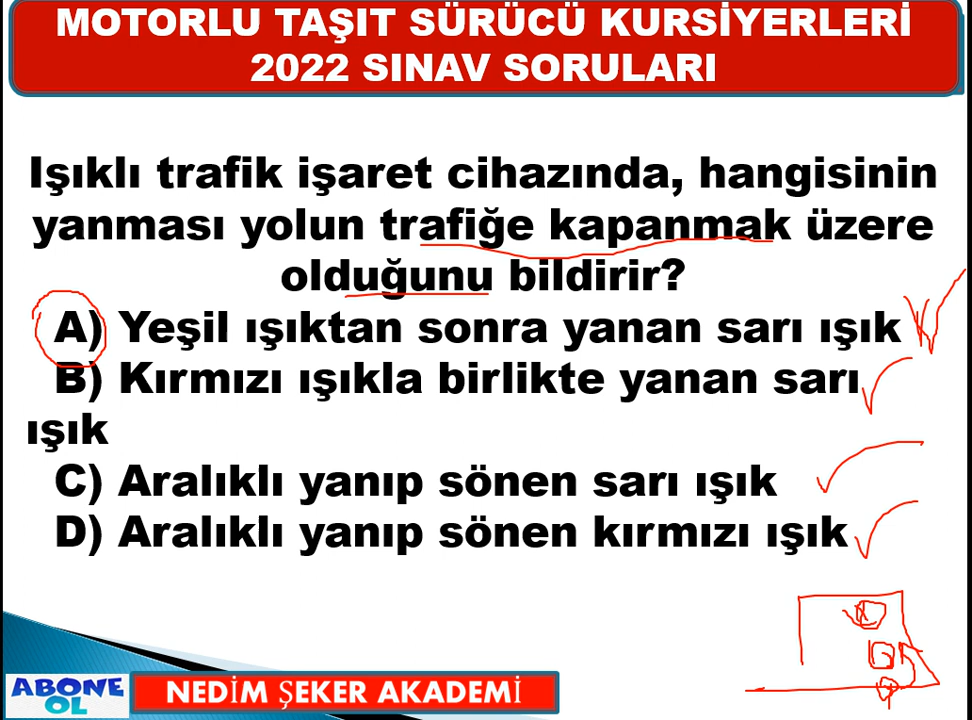 MOTORLU TAŞIT SÜRÜCÜ KURSİYERLERİ
2022 SINAV SORULARI
Işıklı trafik işaret cihazında, hangisinin
yanması yolun trafiğe kapanmak üzere
olduğunu bildirir?
A) Yeşil ışıktan sonra yanan sarı ışık
B) Kırmızı ışıkla birlikte yanan sarı
ışık
C) Aralıklı yanıp sönen sarı ışık
D) Aralıklı yanıp sönen kırmızı ışık
ABONE
OL
NEDİM ŞEKER AKADEMİ